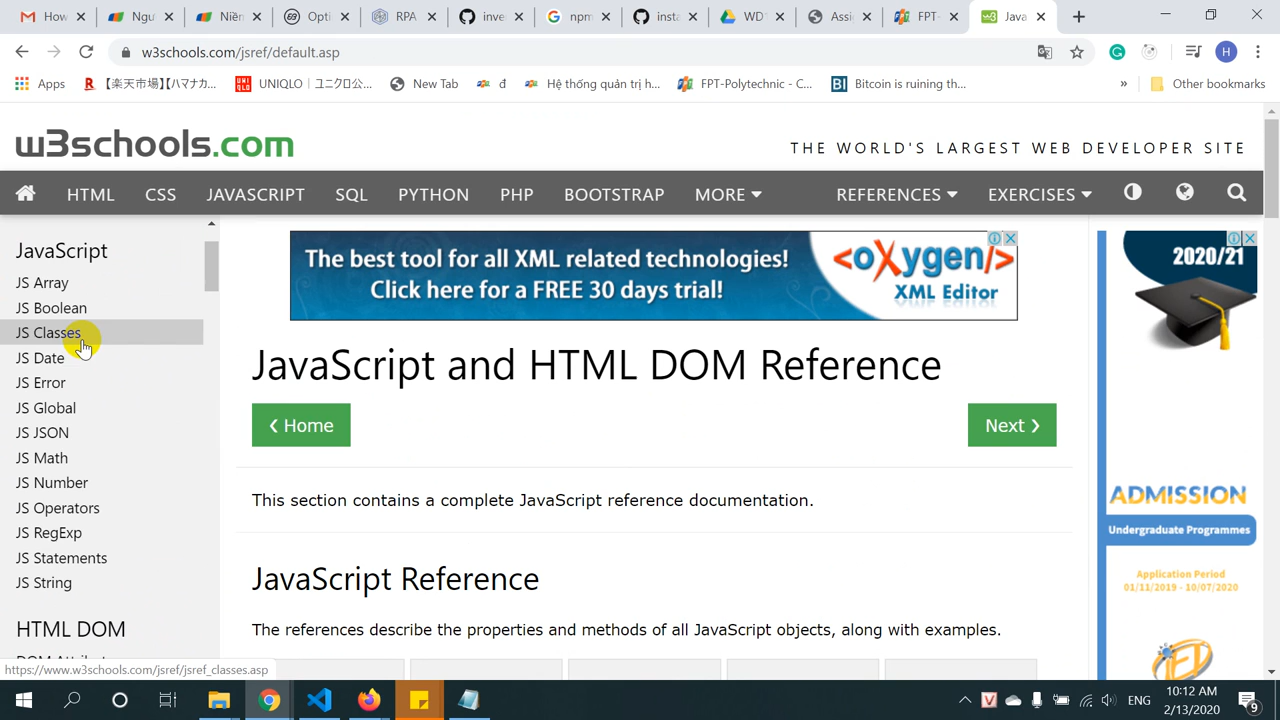 How
Ngu
Niền
Opti
RPA
inve
npm
insta
WD1
Assi
FPT-
Java
w3schools.com/jsref/default.asp
H
Apps
【楽天市場】【ハマナカ...
UNIQLO｜ユニクロ公...
New Tab
đ
Hệ thống quản trị h...
FPT-Polytechnic - C...
BI
Bitcoin is ruining th...
»
Other bookmarks
w3schools.com
THE WORLD'S LARGEST WEB DEVELOPER SITE
HTML
CSS
JAVASCRIPT
SQL
PYTHON
PHP
BOOTSTRAP
MORE
REFERENCES
EXERCISES
JavaScript
JS Array
JS Boolean
JS Classes
JS Date
JS Error
JS Global
JS JSON
JS Math
JS Number
JS Operators
JS RegExp
JS Statements
JS String
HTML DOM
The best tool for all XML related technologies!
Click here for a FREE 30 days trial!
<oXygen/>
XML Editor
JavaScript and HTML DOM Reference
❮ Home
Next ❯
This section contains a complete JavaScript reference documentation.
JavaScript Reference
The references describe the properties and methods of all JavaScript objects, along with examples.
2020/21
ADMISSION
Undergraduate Programmes
Application Period
01/11/2019 - 10/07/2020
https://www.w3schools.com/jsref/jsref_classes.asp
ENG
10:12 AM
2/13/2020
9